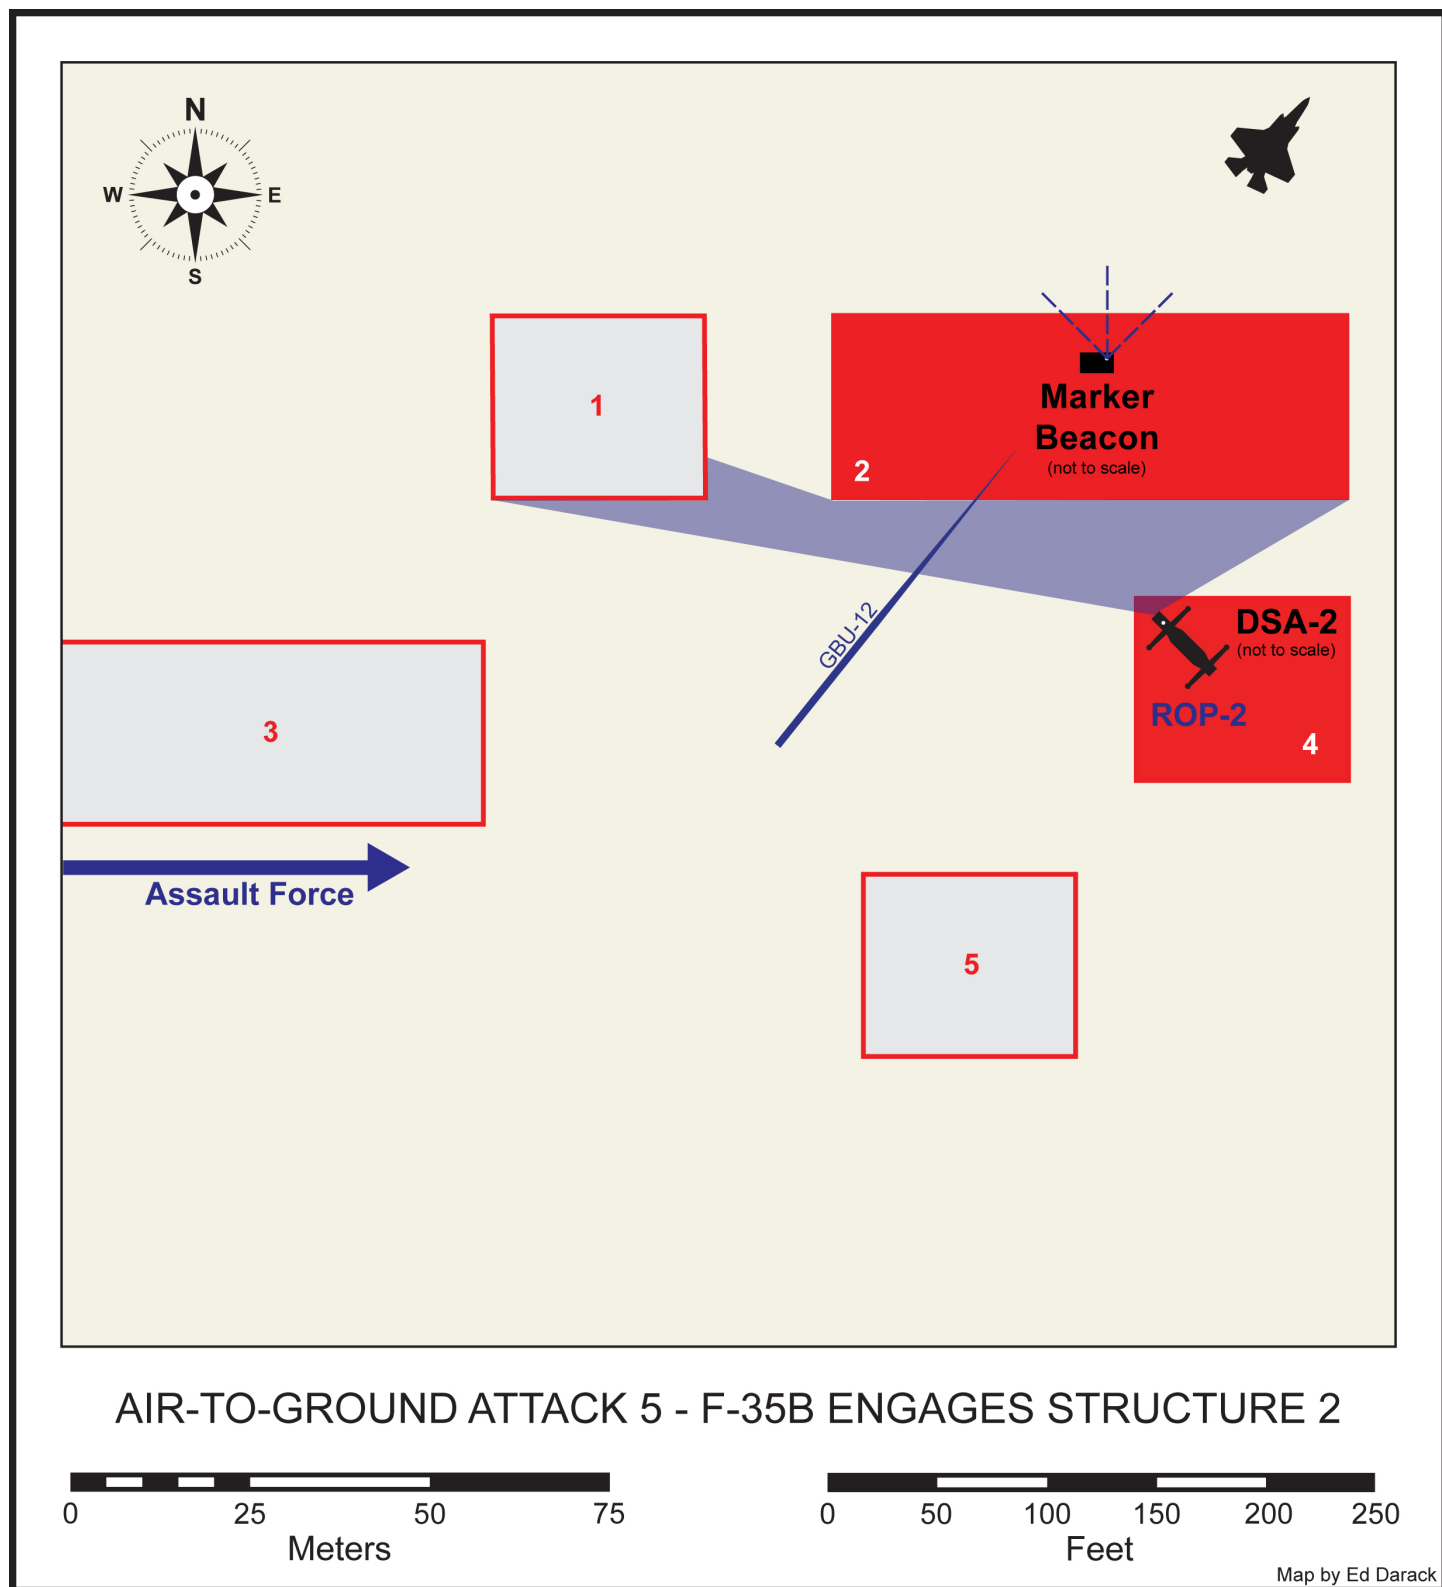 N
W
E
S
1
Marker
Beacon
(not to scale)
2
GBU-12
DSA-2
(not to scale)
ROP-2
4
3
Assault Force
5
AIR-TO-GROUND ATTACK 5 - F-35B ENGAGES STRUCTURE 2
0 25 50 75
Meters
0 50 100 150 200 250
Feet
Map by Ed Darack